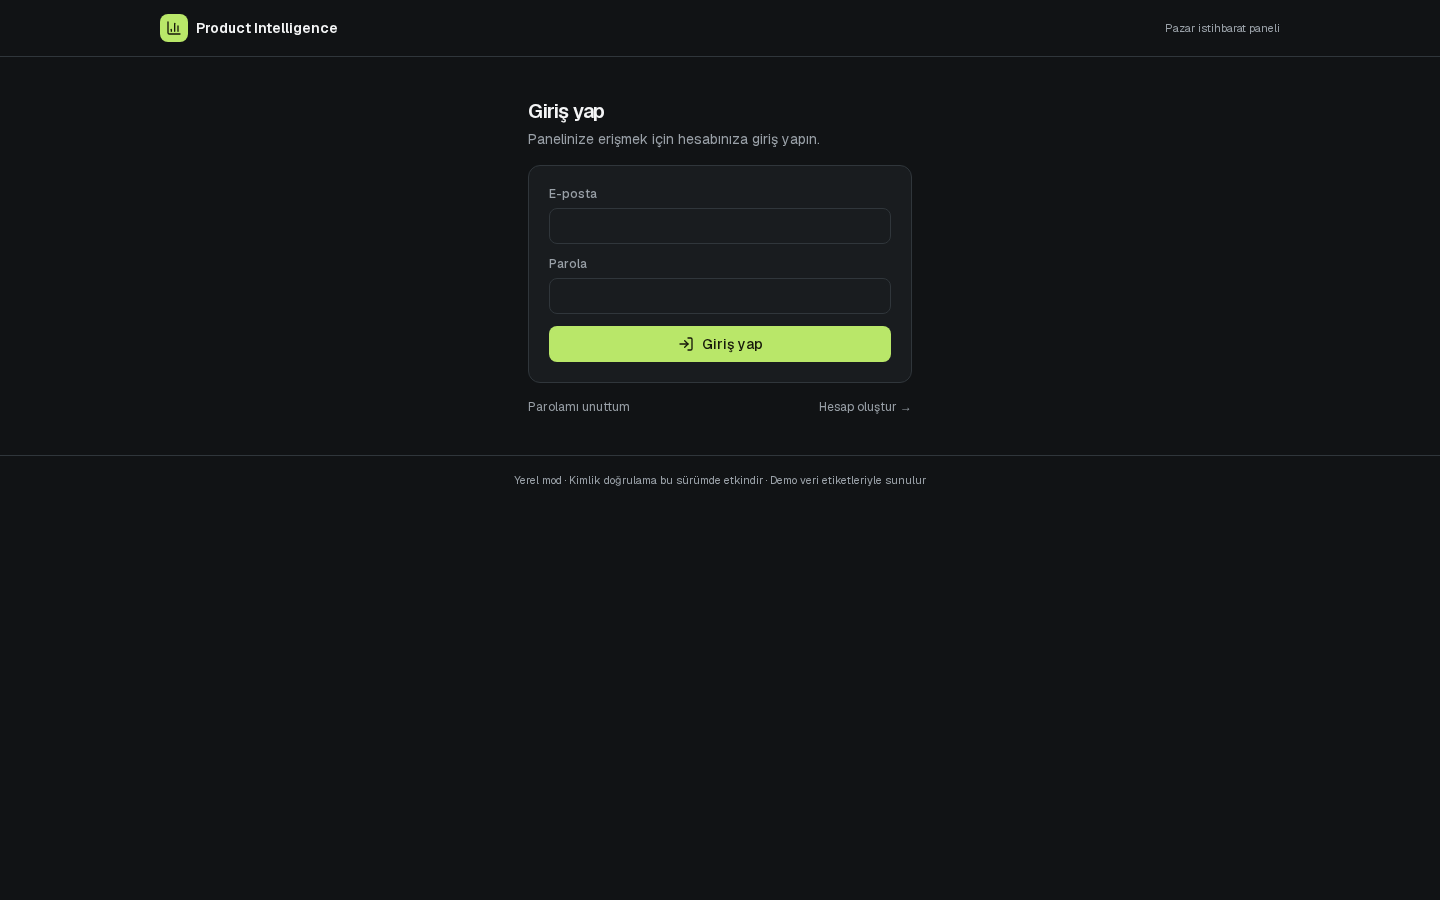 Product Intelligence
Pazar istihbarat paneli
Giriş yap
Panelinize erişmek için hesabınıza giriş yapın.
E-posta
Parola
Giriş yap
Parolamı unuttum
Hesap oluştur →
Yerel mod · Kimlik doğrulama bu sürümde etkindir · Demo veri etiketleriyle sunulur